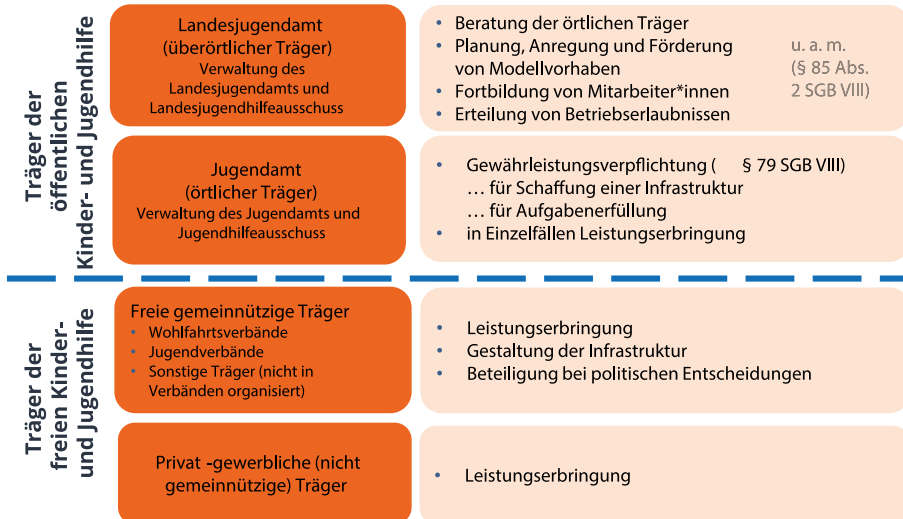 Träger der
öffentlichen
Kinder- und Jugendhilfe
Landesjugendamt
(überörtlicher Träger)
Verwaltung des
Landesjugendamts und
Landesjugendhilfeausschuss
• Beratung der örtlichen Träger
• Planung, Anregung und Förderung
von Modellvorhaben
• Fortbildung von Mitarbeiter*innen
• Erteilung von Betriebserlaubnissen
u. a. m.
(§ 85 Abs.
2 SGB VIII)
Jugendamt
(örtlicher Träger)
Verwaltung des Jugendamts und
Jugendhilfeausschuss
• Gewährleistungsverpflichtung ( § 79 SGB VIII)
… für Schaffung einer Infrastruktur
… für Aufgabenerfüllung
• in Einzelfällen Leistungserbringung
Träger der
freien Kinder-
und Jugendhilfe
Freie gemeinnützige Träger
• Wohlfahrtsverbände
• Jugendverbände
• Sonstige Träger (nicht in
Verbänden organisiert)
• Leistungserbringung
• Gestaltung der Infrastruktur
• Beteiligung bei politischen Entscheidungen
Privat -gewerbliche (nicht
gemeinnützige) Träger
• Leistungserbringung